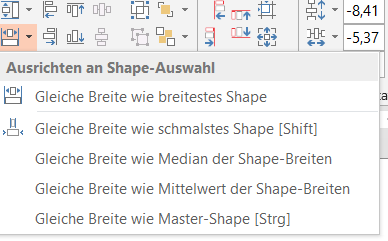 -8,41
-5,37
Ausrichten an Shape-Auswahl
Gleiche Breite wie breitestes Shape
Gleiche Breite wie schmalstes Shape [Shift]
Gleiche Breite wie Median der Shape-Breiten
Gleiche Breite wie Mittelwert der Shape-Breiten
Gleiche Breite wie Master-Shape [Strg]